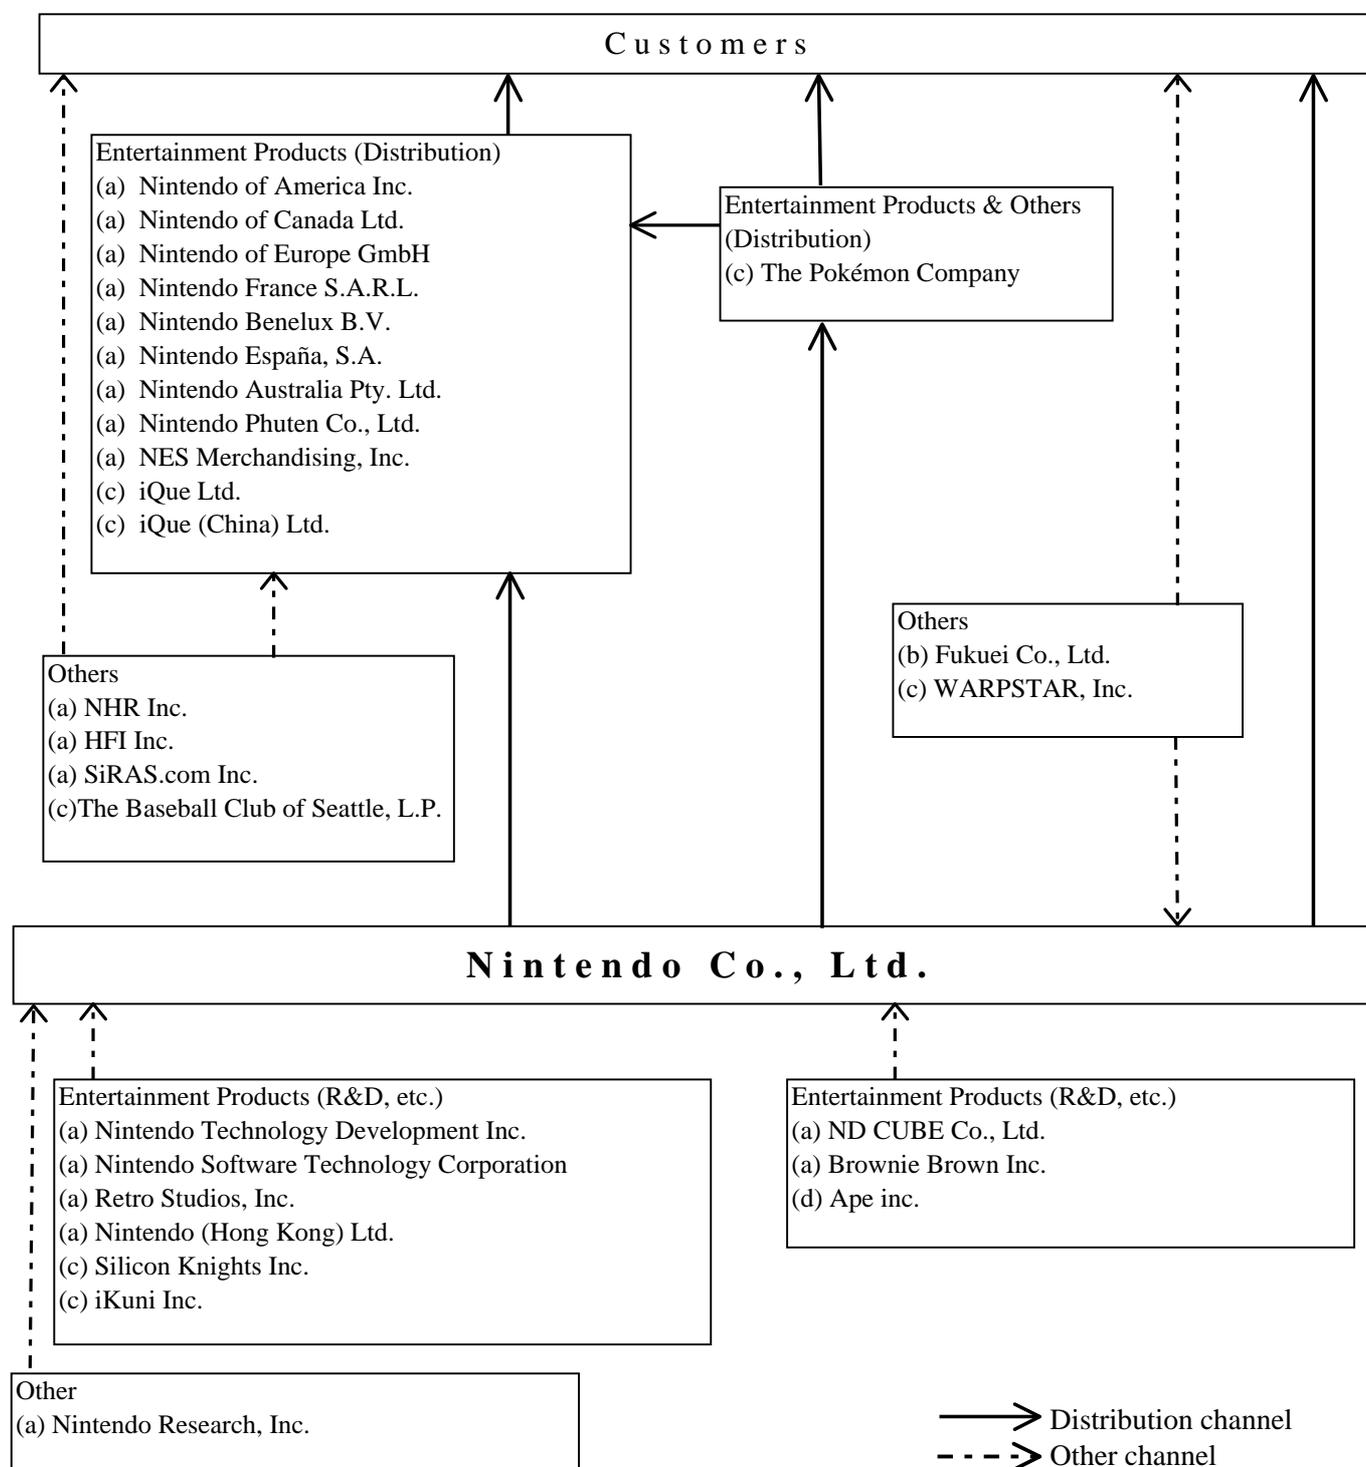 Customers
Entertainment Products (Distribution)
(a) Nintendo of America Inc.
(a) Nintendo of Canada Ltd.
(a) Nintendo of Europe GmbH
(a) Nintendo France S.A.R.L.
(a) Nintendo Benelux B.V.
(a) Nintendo España, S.A.
(a) Nintendo Australia Pty. Ltd.
(a) Nintendo Phuten Co., Ltd.
(a) NES Merchandising, Inc.
(c) iQue Ltd.
(c) iQue (China) Ltd.
Entertainment Products & Others
(Distribution)
(c) The Pokémon Company
Others
(b) Fukuei Co., Ltd.
(c) WARPSTAR, Inc.
Others
(a) NHR Inc.
(a) HFI Inc.
(a) SiRAS.com Inc.
(c)The Baseball Club of Seattle, L.P.
Nintendo Co., Ltd.
Entertainment Products (R&D, etc.)
(a) Nintendo Technology Development Inc.
(a) Nintendo Software Technology Corporation
(a) Retro Studios, Inc.
(a) Nintendo (Hong Kong) Ltd.
(c) Silicon Knights Inc.
(c) iKuni Inc.
Entertainment Products (R&D, etc.)
(a) ND CUBE Co., Ltd.
(a) Brownie Brown Inc.
(d) Ape inc.
Other
(a) Nintendo Research, Inc.
Distribution channel
Other channel